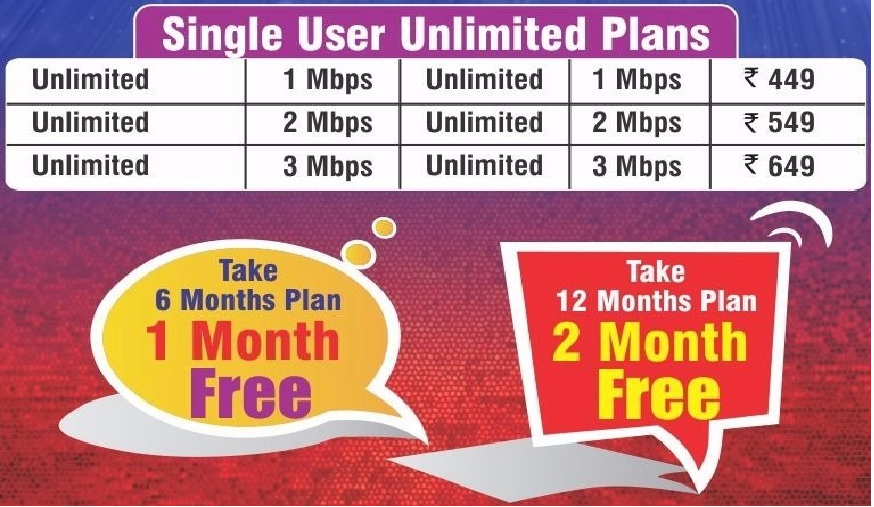 Single User Unlimited Plans
Unlimited 1 Mbps Unlimited 1 Mbps ₹ 449
Unlimited 2 Mbps Unlimited 2 Mbps ₹ 549
Unlimited 3 Mbps Unlimited 3 Mbps ₹ 649
Take
6 Months Plan
1 Month
Free
Take
12 Months Plan
2 Month
Free